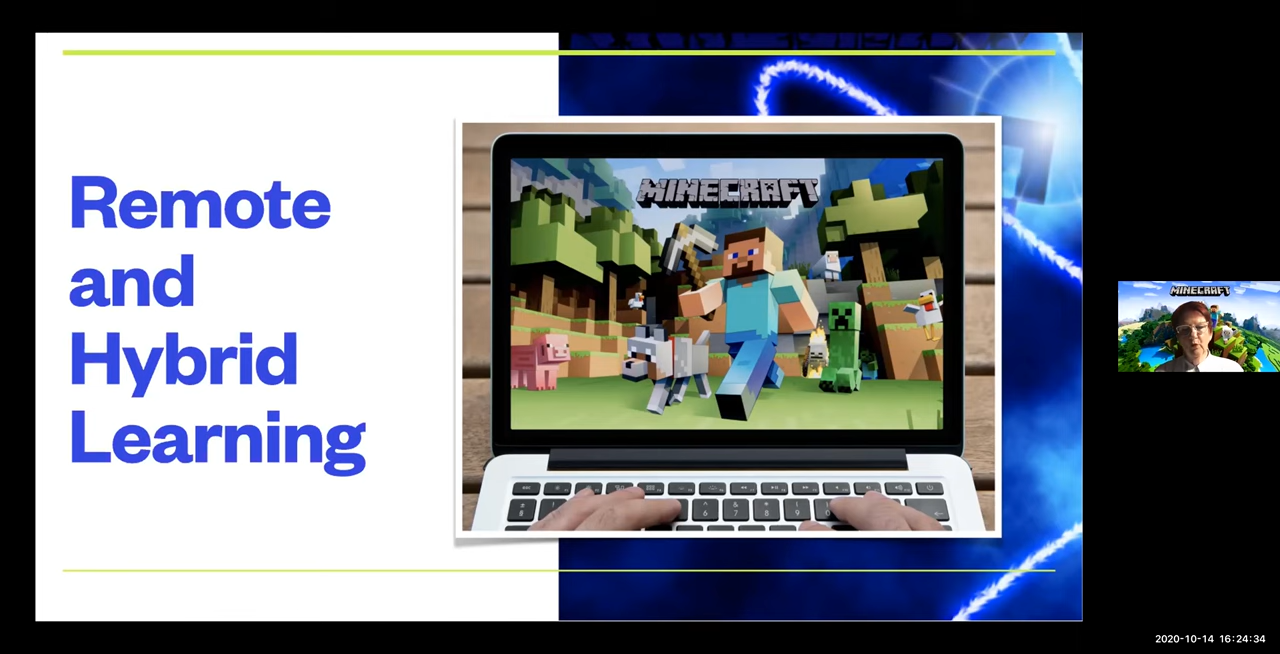 Remote
and
Hybrid
Learning
MINECRAFT
MINECRAFT
2020-10-14 16:24:34